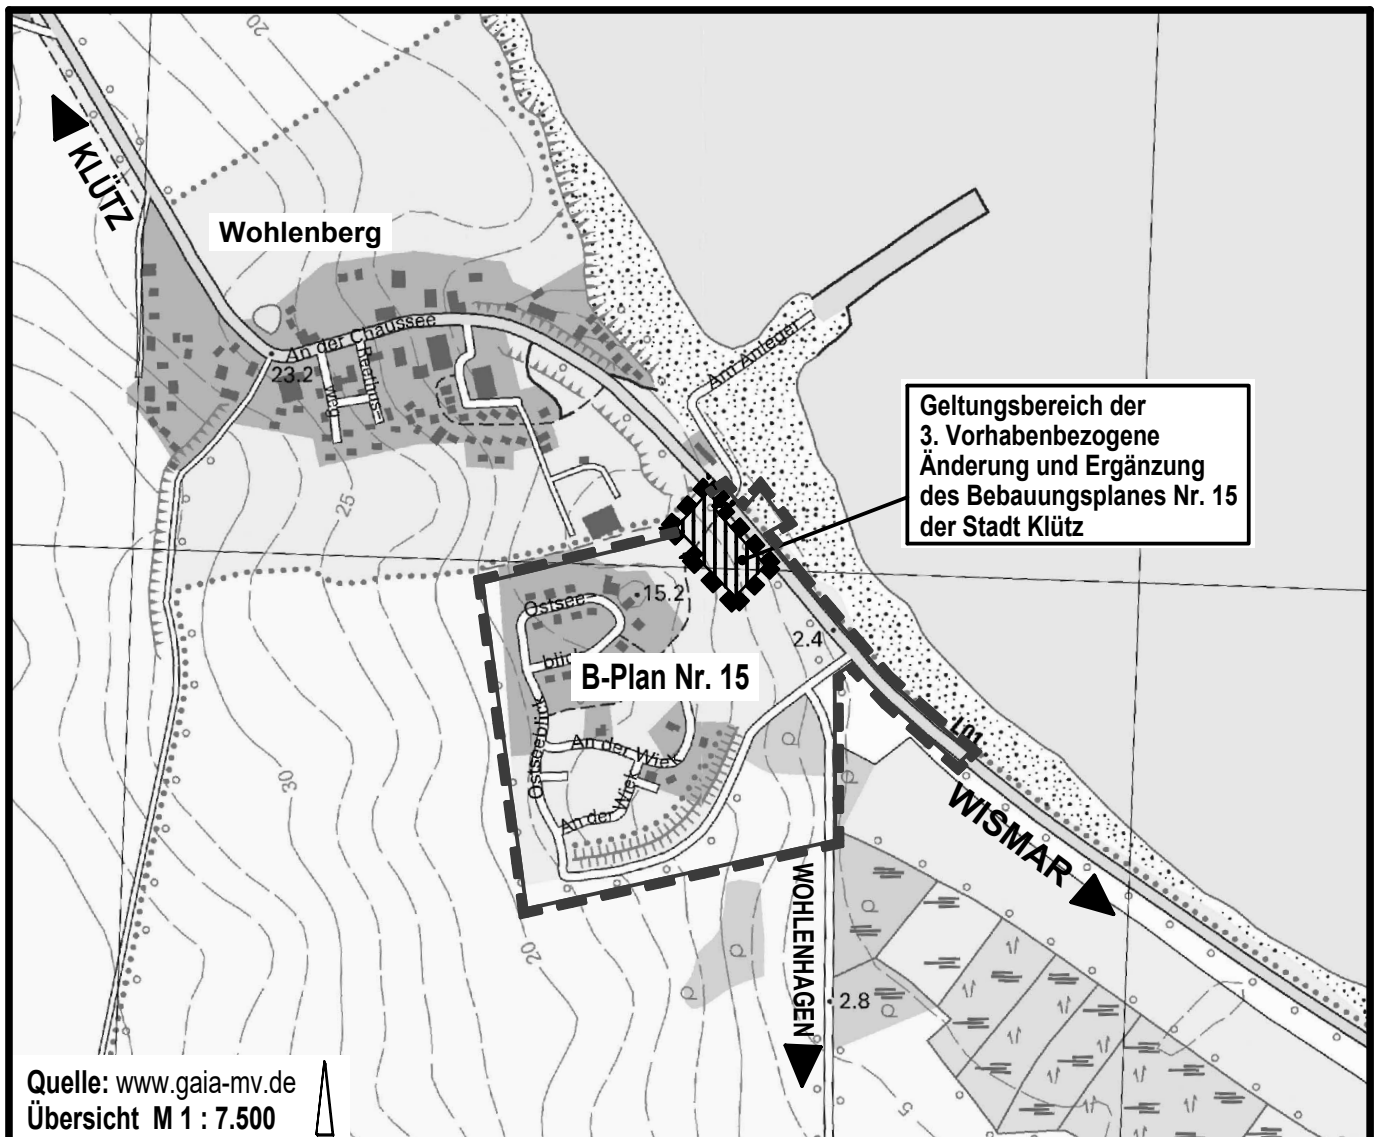 20
KLÜTZ
Wohlenberg
An der Chaussee
Am Anleger
23.2
Reethus-
weg
Geltungsbereich der
3. Vorhabenbezogene
Änderung und Ergänzung
des Bebauungsplanes Nr. 15
der Stadt Klütz
25
Ostsee-
15.2
blick
2.4
B-Plan Nr. 15
Ostseeblick
An der Wiek
L01
30
An der Wiek
WISMAR
WOHLENHAGEN
20
2.8
5
Quelle: www.gaia-mv.de
Übersicht M 1 : 7.500